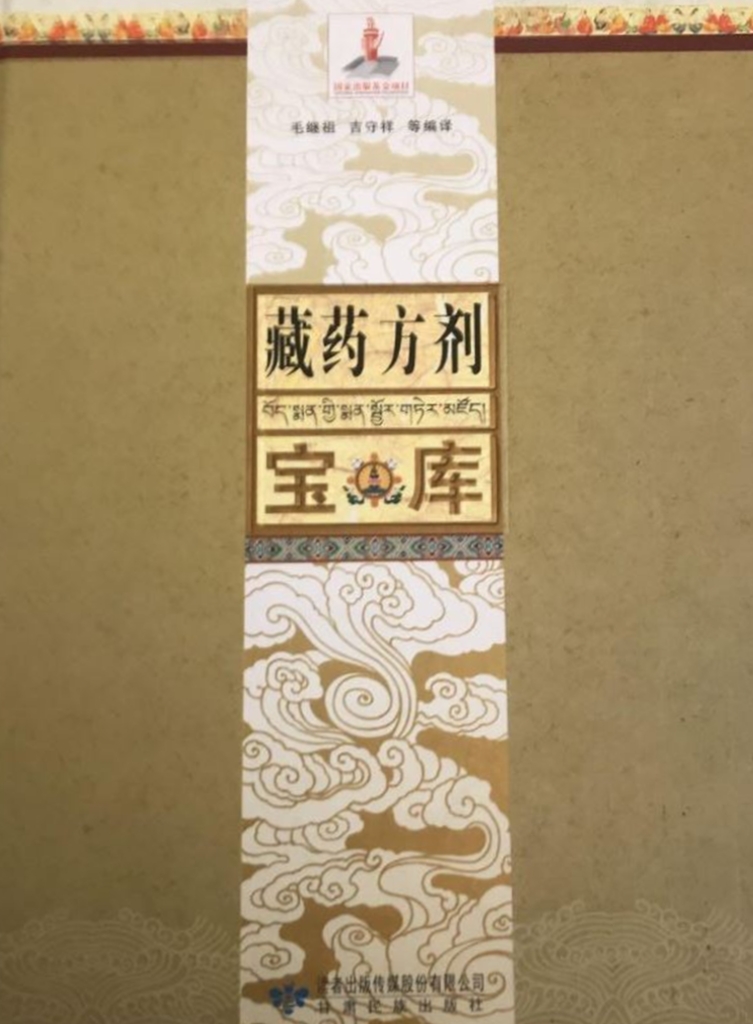 国家出版基金项目
毛继祖 吉守祥 等编译
藏药方剂
བོད་སྨན་གྱི་སྨན་སྦྱོར་གཏེར་མཛོད།
宝库
读者出版传媒股份有限公司
甘肃民族出版社